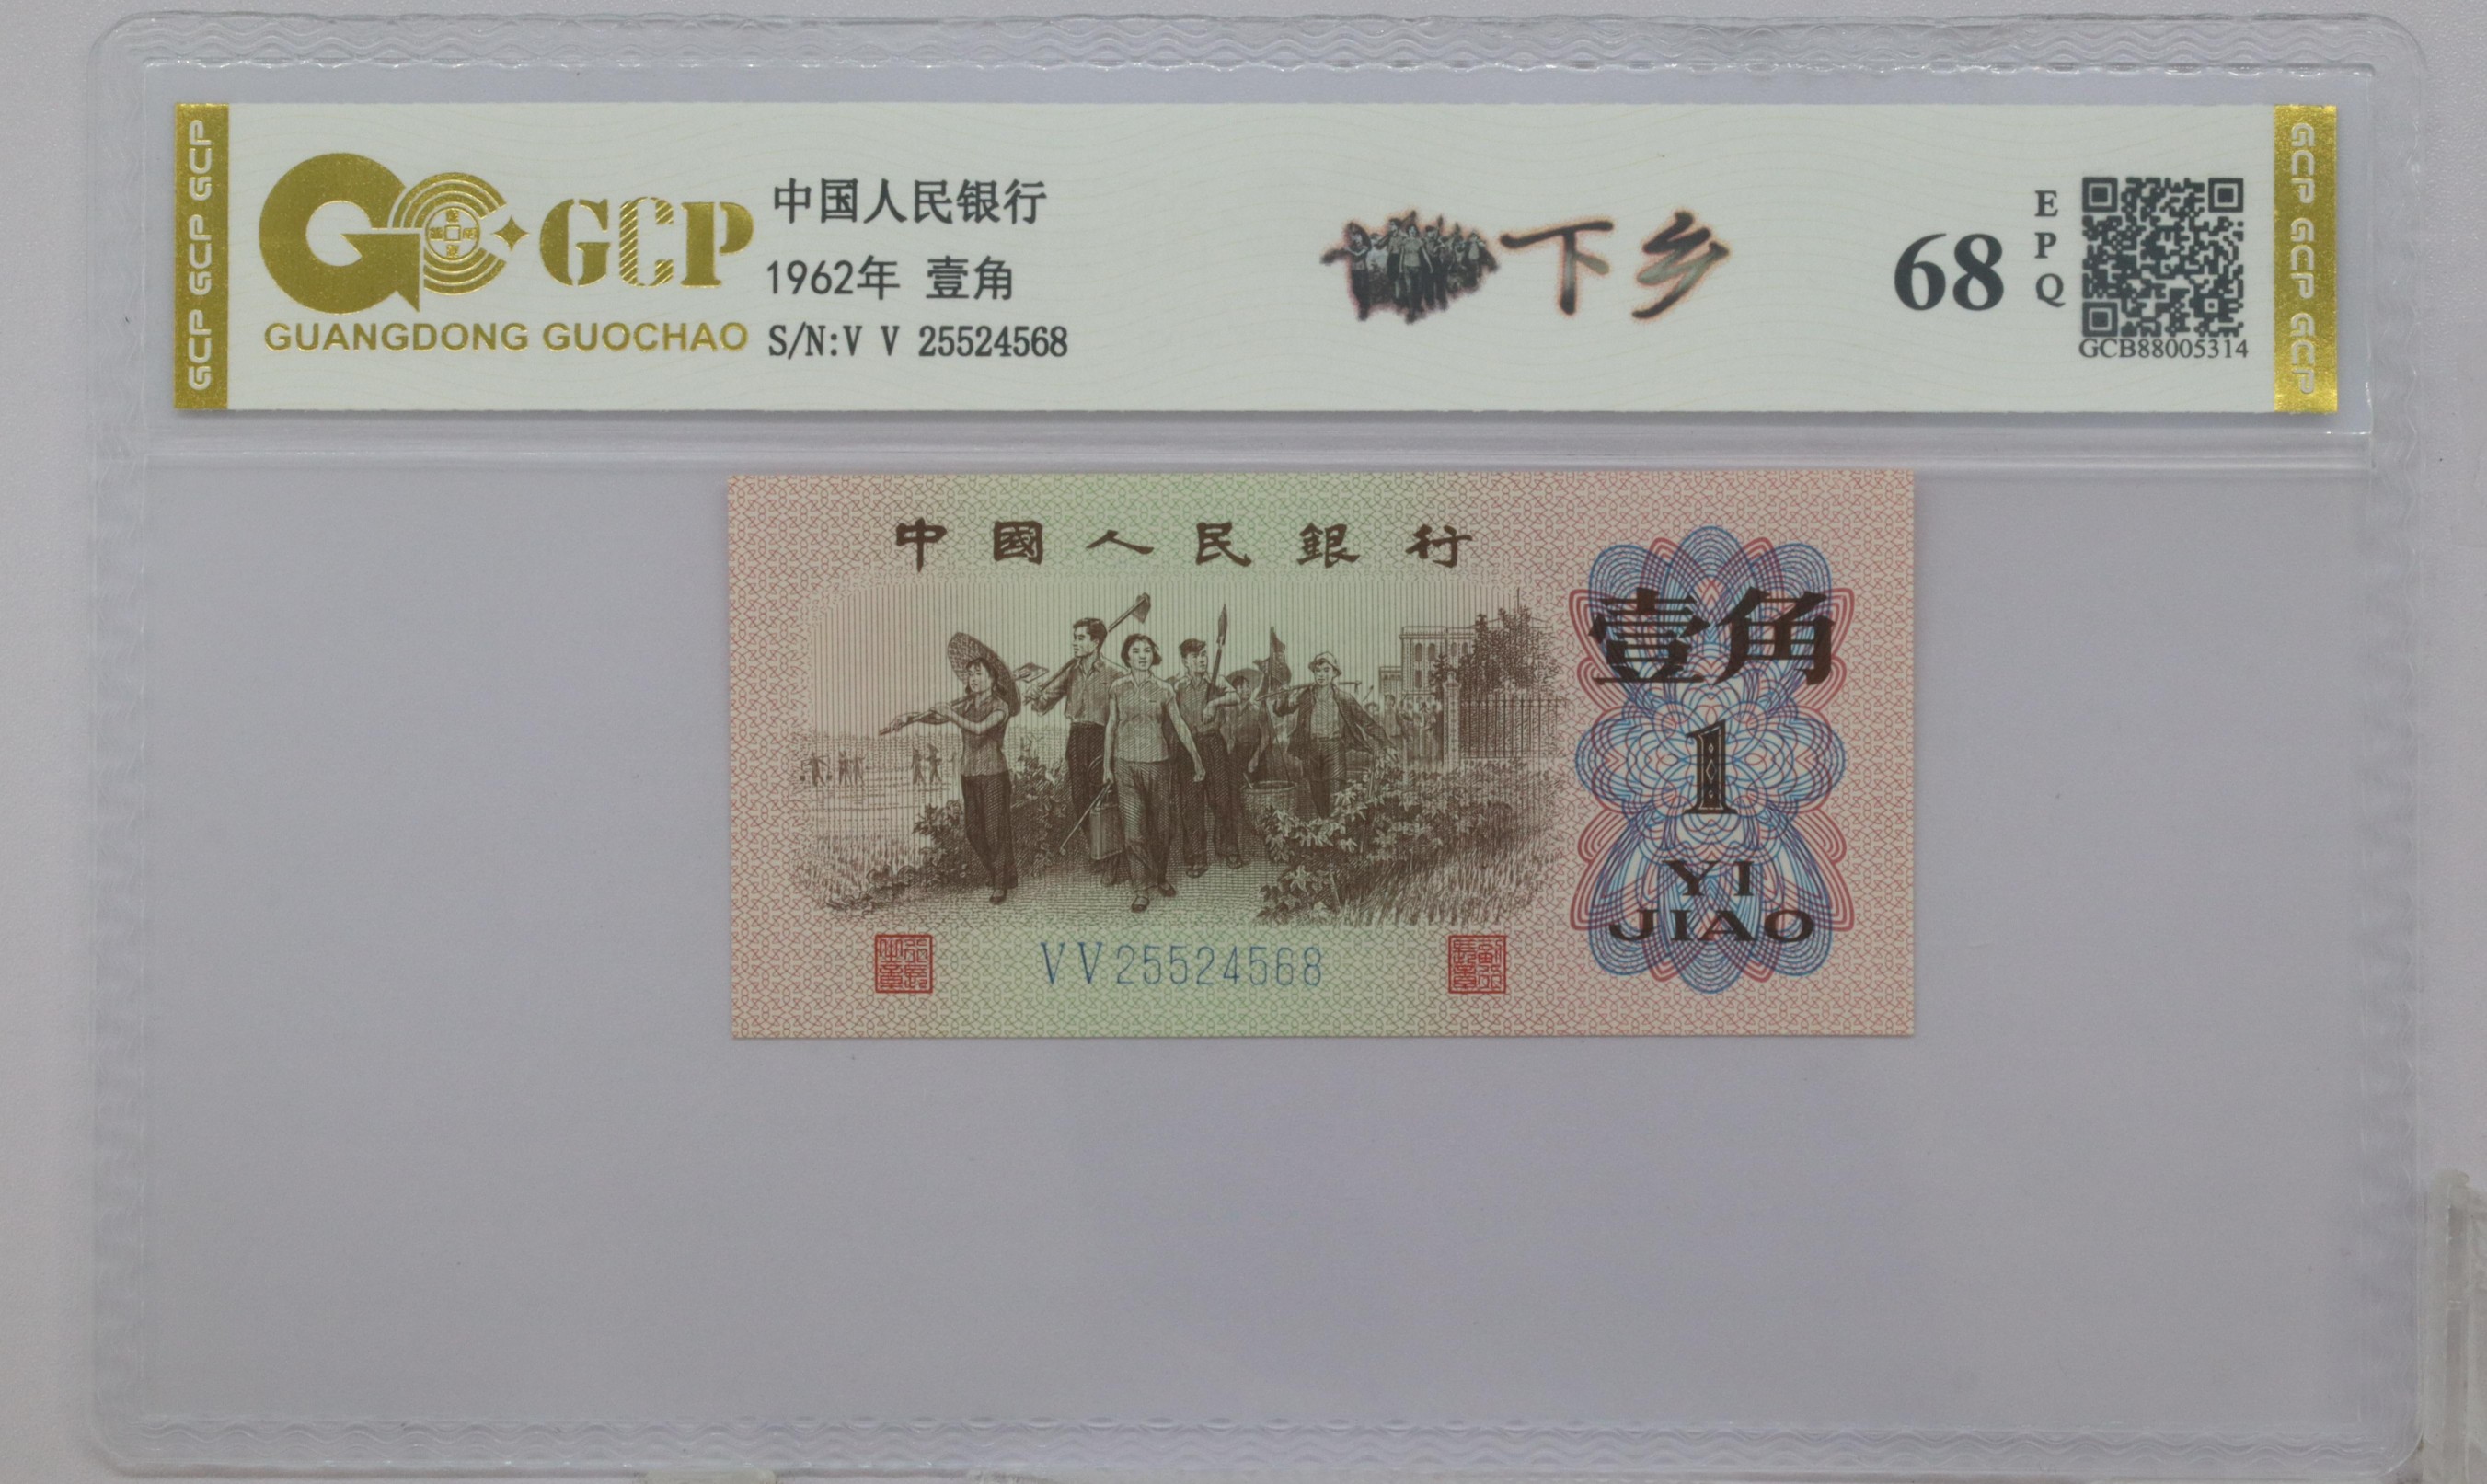 GCP GCP GCP
GCP
GUANGDONG GUOCHAO
中国人民银行
1962年 壹角
S/N:V V 25524568
下乡
68
EPQ
GCB88005314
GCP GCP GCP
中國人民銀行
壹角
1
YI
JIAO
VV25524568